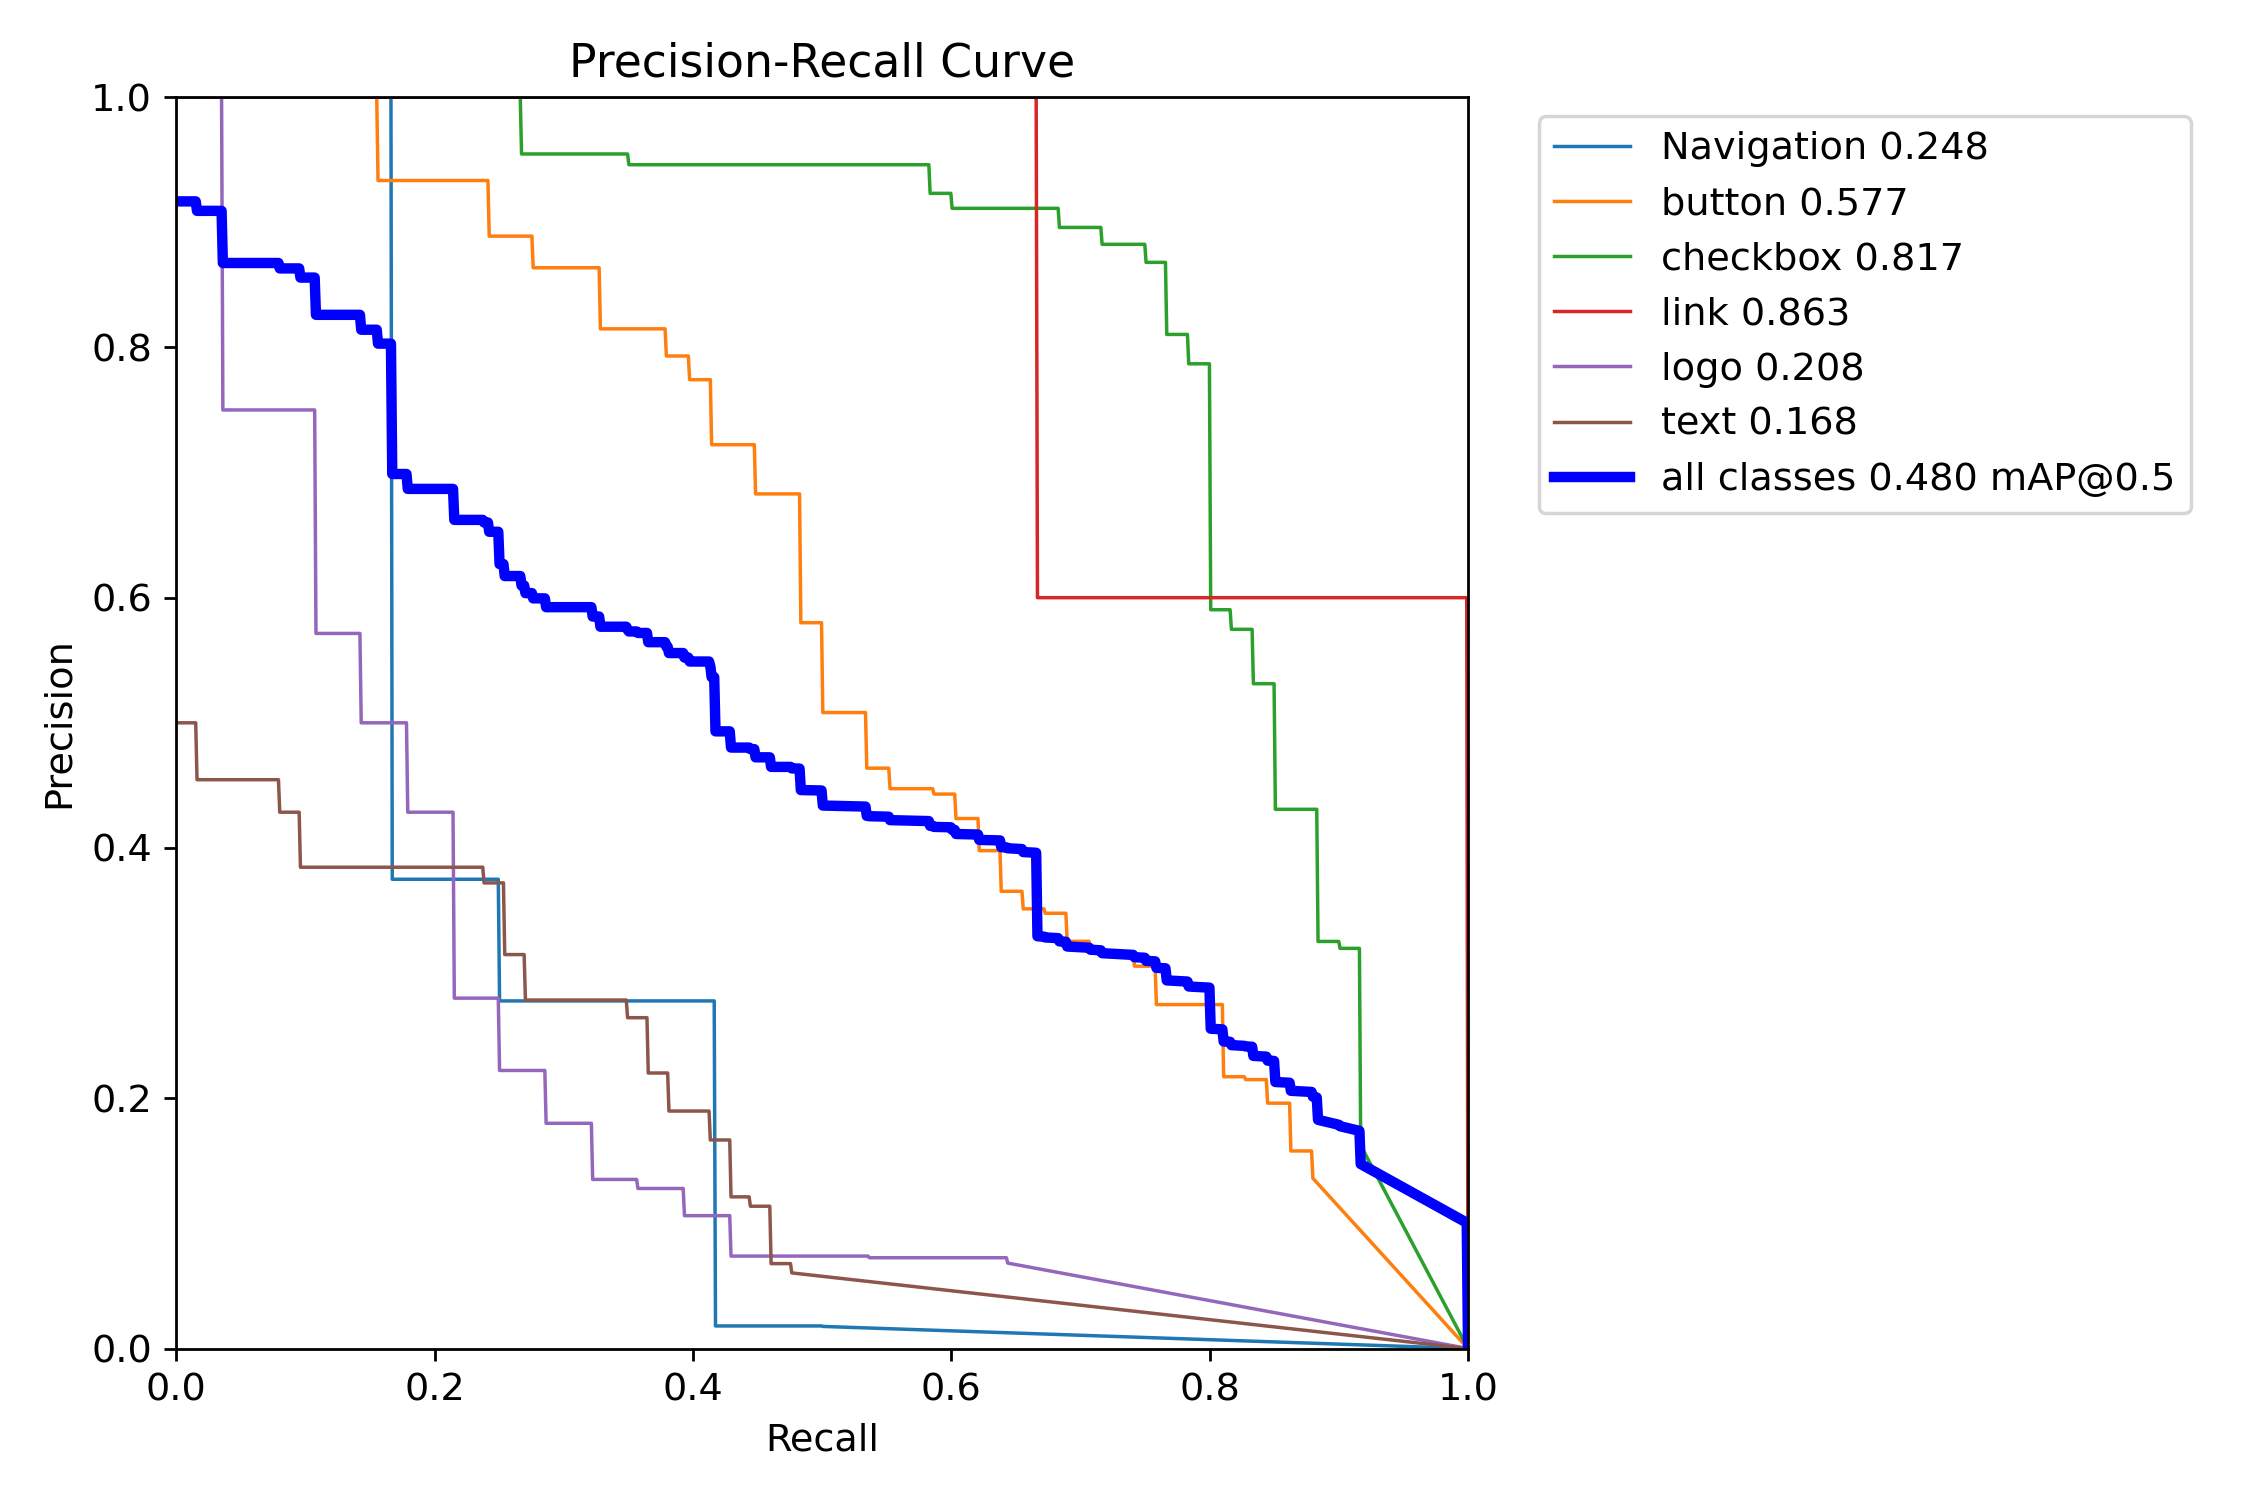 Precision-Recall Curve
1.0
0.8
0.6
0.4
0.2
0.0
Precision
0.0 0.2 0.4 0.6 0.8 1.0
Recall
Navigation 0.248
button 0.577
checkbox 0.817
link 0.863
logo 0.208
text 0.168
all classes 0.480 mAP@0.5